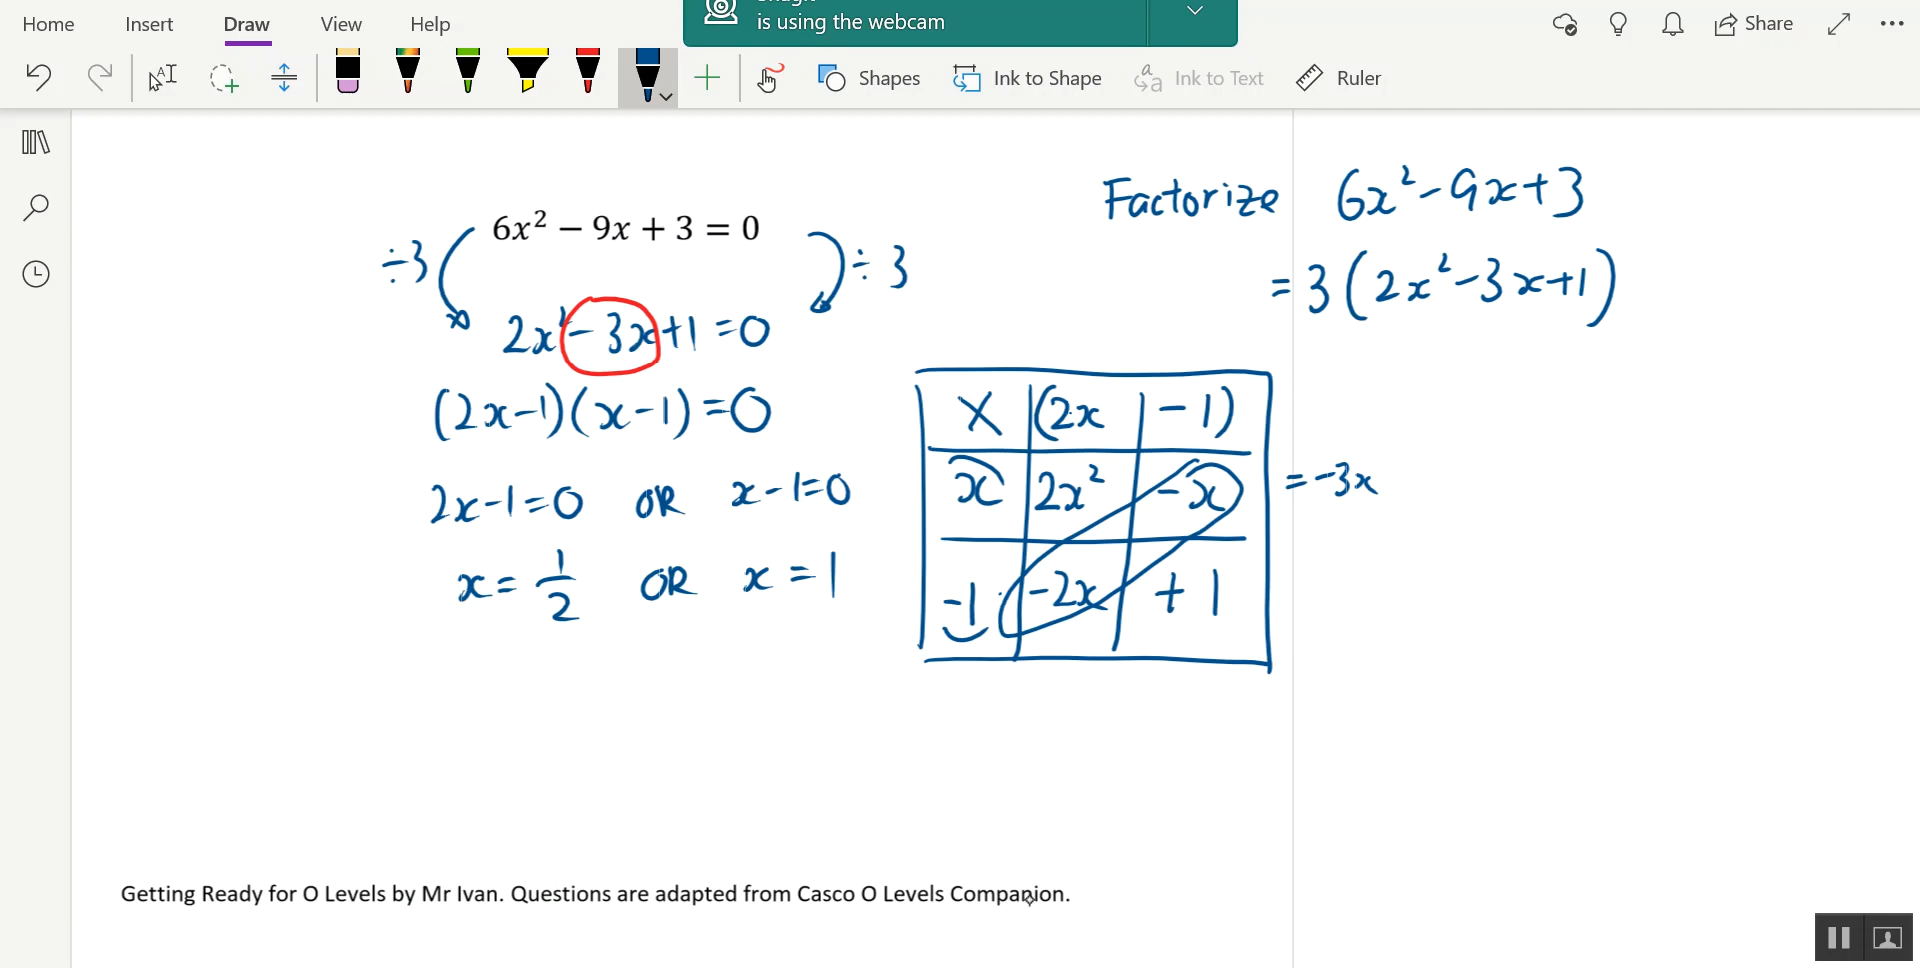 Home Insert Draw View Help
is using the webcam
Share
Shapes Ink to Shape Ink to Text Ruler
6x² − 9x + 3 = 0
÷3 ÷ 3
2x² − 3x + 1 = 0
(2x−1)(x−1) = 0
2x−1=0 OR x−1=0
x = 1/2 OR x = 1
Factorize 6x² − 9x + 3
= 3(2x² − 3x + 1)
X (2x − 1)
x 2x² −x = −3x
−1 −2x + 1
Getting Ready for O Levels by Mr Ivan. Questions are adapted from Casco O Levels Companion.